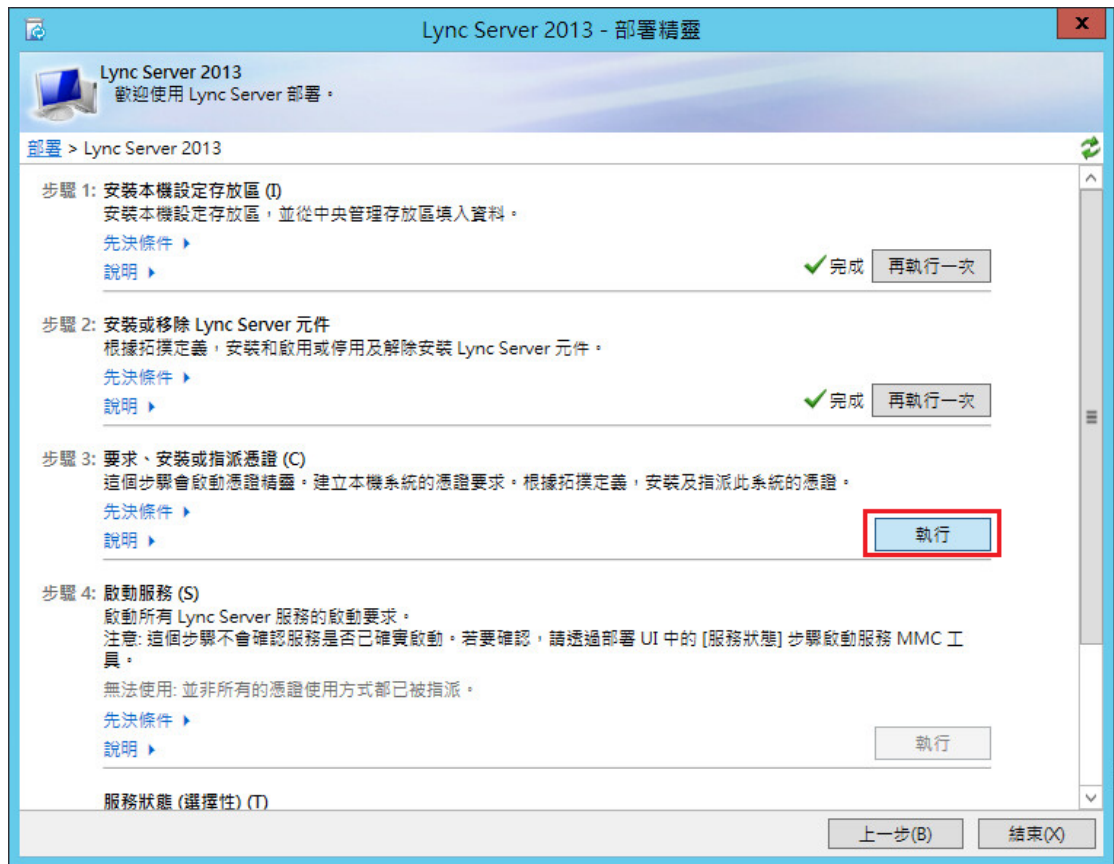 Lync Server 2013 - 部署精靈
x
Lync Server 2013
歡迎使用 Lync Server 部署。
部署 > Lync Server 2013
步驟 1: 安裝本機設定存放區 (I)
安裝本機設定存放區，並從中央管理存放區填入資料。
先決條件
說明
完成 再執行一次
步驟 2: 安裝或移除 Lync Server 元件
根據拓撲定義，安裝和啟用或停用及解除安裝 Lync Server 元件。
先決條件
說明
完成 再執行一次
步驟 3: 要求、安裝或指派憑證 (C)
這個步驟會啟動憑證精靈。建立本機系統的憑證要求。根據拓撲定義，安裝及指派此系統的憑證。
先決條件
說明
執行
步驟 4: 啟動服務 (S)
啟動所有 Lync Server 服務的啟動要求。
注意: 這個步驟不會確認服務是否已確實啟動。若要確認，請透過部署 UI 中的 [服務狀態] 步驟啟動服務 MMC 工
具。
無法使用: 並非所有的憑證使用方式都已被指派。
先決條件
說明
執行
服務狀態 (選擇性) (T)
上一步(B) 結束(X)